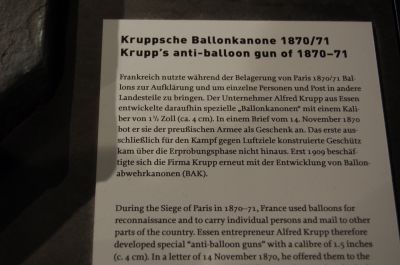 Kruppsche Ballonkanone 1870/71
Krupp's anti-balloon gun of 1870–71
Frankreich nutzte während der Belagerung von Paris 1870/71 Bal-
lons zur Aufklärung und um einzelne Personen und Post in andere
Landesteile zu bringen. Der Unternehmer Alfred Krupp aus Essen
entwickelte daraufhin spezielle „Ballonkanonen" mit einem Kali-
ber von 1½ Zoll (ca. 4 cm). In einem Brief vom 14. November 1870
bot er sie der preußischen Armee als Geschenk an. Das erste aus-
schließlich für den Kampf gegen Luftziele konstruierte Geschütz
kam über die Erprobungsphase nicht hinaus. Erst 1909 beschäf-
tigte sich die Firma Krupp erneut mit der Entwicklung von Ballon-
abwehrkanonen (BAK).
During the Siege of Paris in 1870–71, France used balloons for
reconnaissance and to carry individual persons and mail to other
parts of the country. Essen entrepreneur Alfred Krupp therefore
developed special "anti-balloon guns" with a calibre of 1.5 inches
(c. 4 cm). In a letter of 14 November 1870, he offered them to the